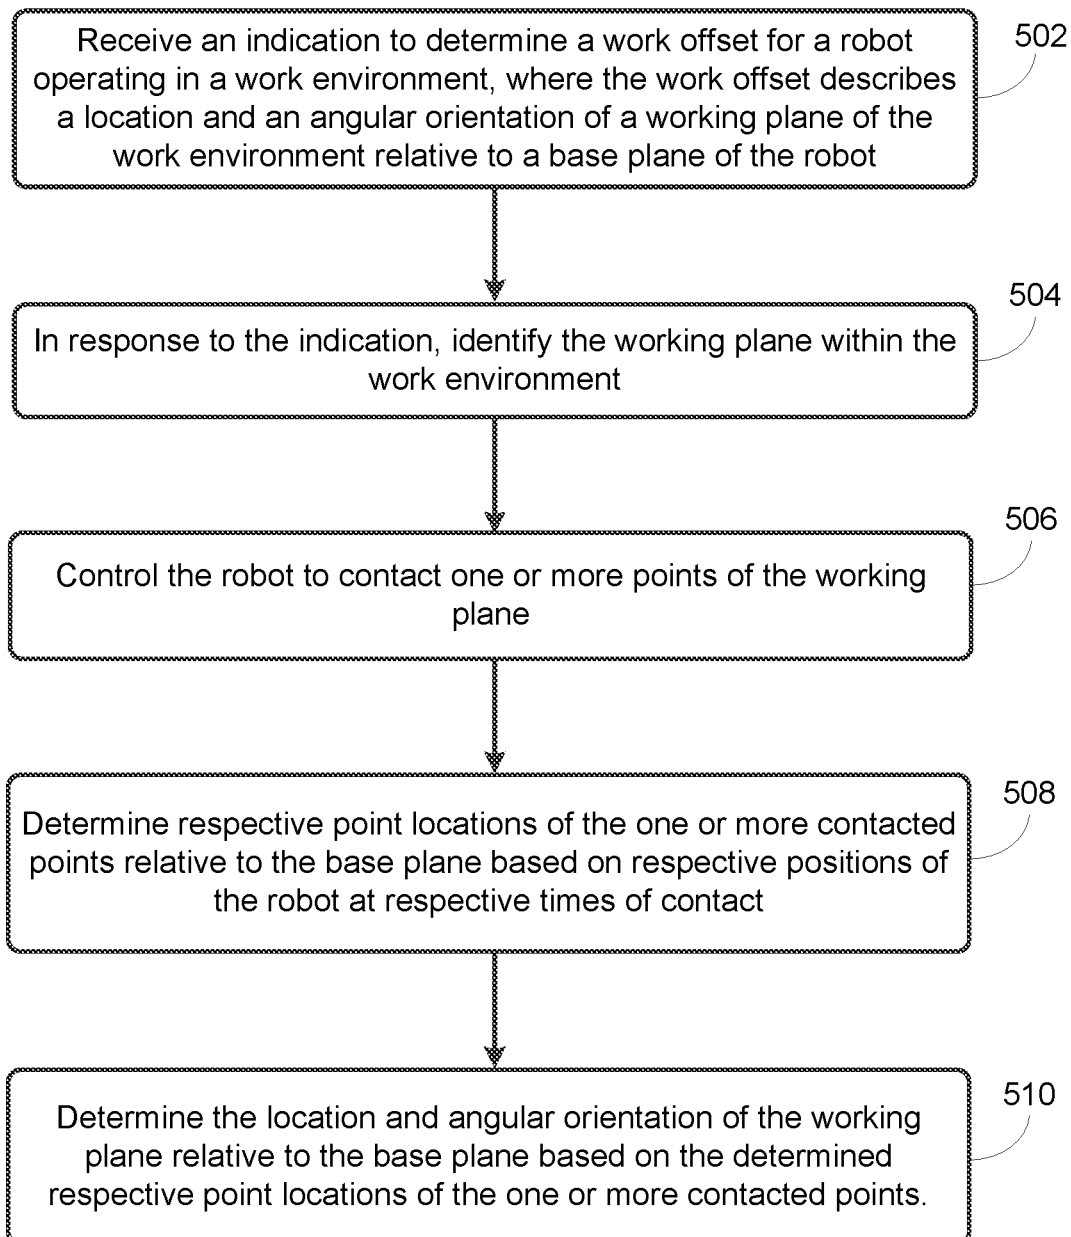 Receive an indication to determine a work offset for a robot
operating in a work environment, where the work offset describes
a location and an angular orientation of a working plane of the
work environment relative to a base plane of the robot
502
In response to the indication, identify the working plane within the
work environment
504
Control the robot to contact one or more points of the working
plane
506
Determine respective point locations of the one or more contacted
points relative to the base plane based on respective positions of
the robot at respective times of contact
508
Determine the location and angular orientation of the working
plane relative to the base plane based on the determined
respective point locations of the one or more contacted points.
510